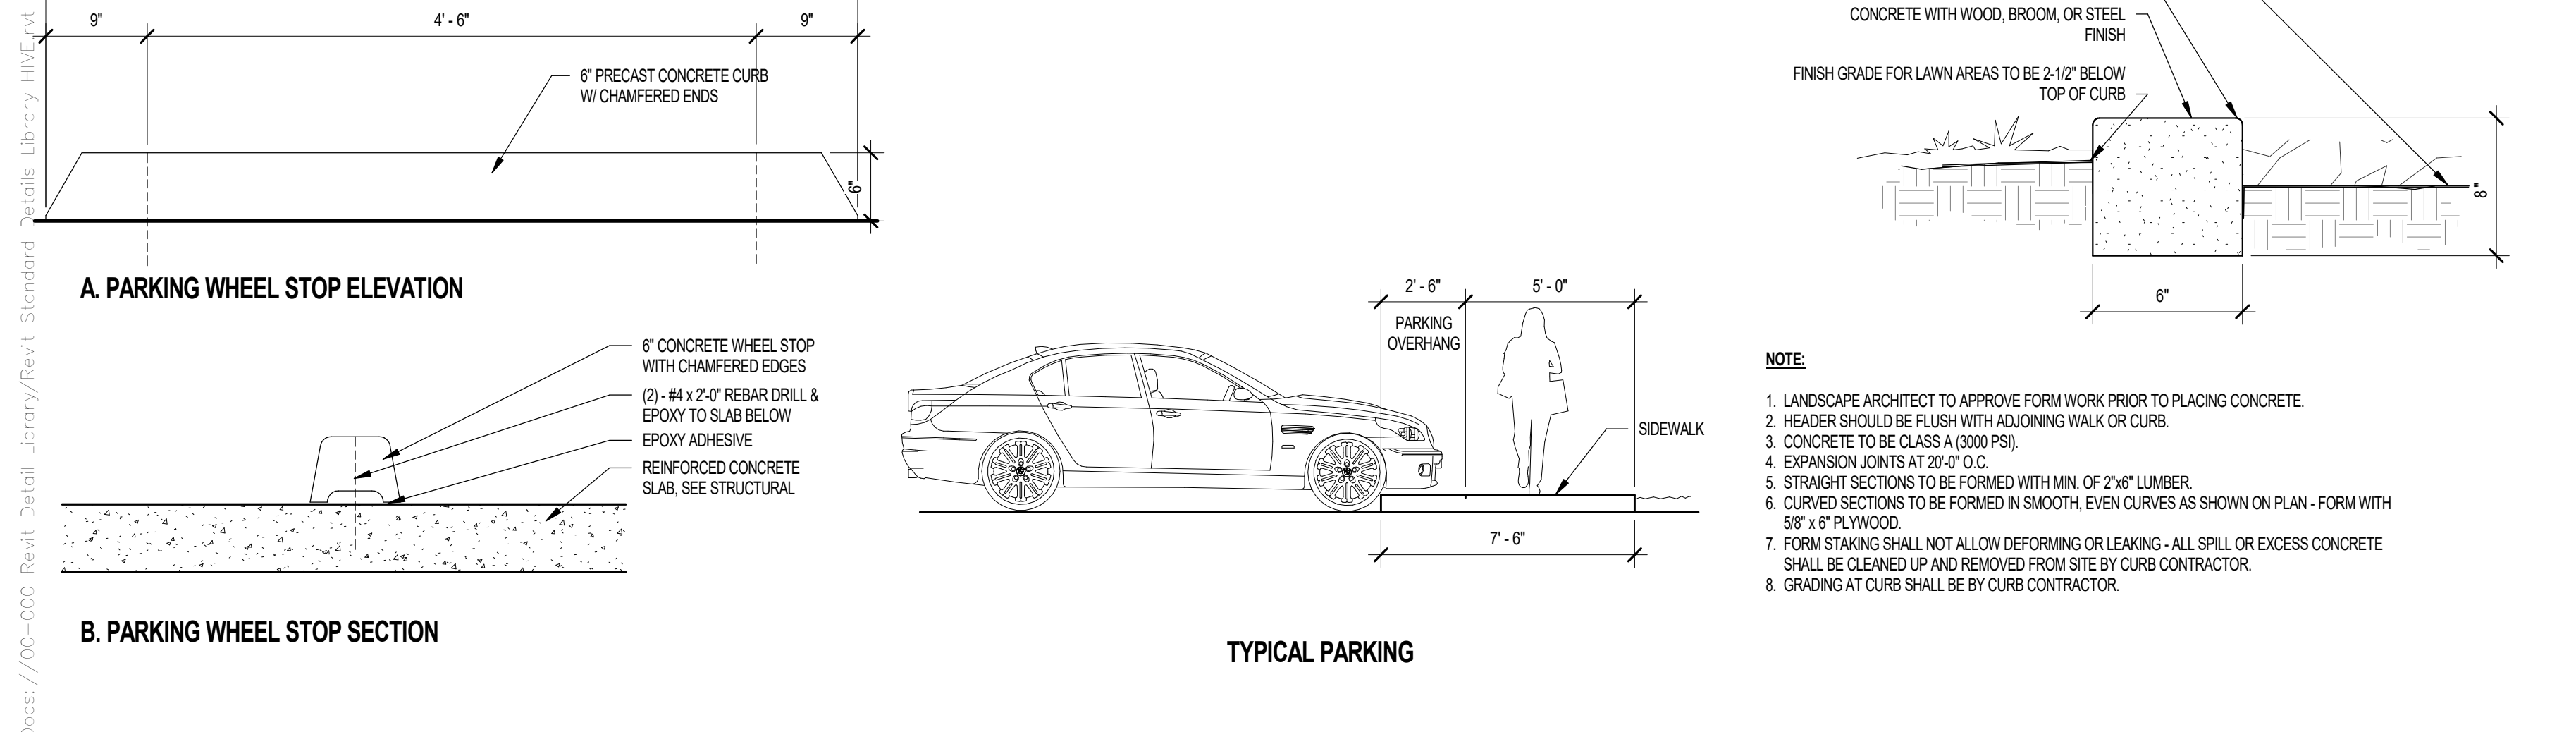 9"
4' - 6"
9"
6" PRECAST CONCRETE CURB
W/ CHAMFERED ENDS
6"
A. PARKING WHEEL STOP ELEVATION
6" CONCRETE WHEEL STOP
WITH CHAMFERED EDGES
(2) - #4 x 2'-0" REBAR DRILL &
EPOXY TO SLAB BELOW
EPOXY ADHESIVE
REINFORCED CONCRETE
SLAB, SEE STRUCTURAL
B. PARKING WHEEL STOP SECTION
2' - 6"
5' - 0"
PARKING
OVERHANG
SIDEWALK
7' - 6"
TYPICAL PARKING
CONCRETE WITH WOOD, BROOM, OR STEEL
FINISH
FINISH GRADE FOR LAWN AREAS TO BE 2-1/2" BELOW
TOP OF CURB
8"
6"
NOTE:
1. LANDSCAPE ARCHITECT TO APPROVE FORM WORK PRIOR TO PLACING CONCRETE.
2. HEADER SHOULD BE FLUSH WITH ADJOINING WALK OR CURB.
3. CONCRETE TO BE CLASS A (3000 PSI).
4. EXPANSION JOINTS AT 20'-0" O.C.
5. STRAIGHT SECTIONS TO BE FORMED WITH MIN. OF 2"x6" LUMBER.
6. CURVED SECTIONS TO BE FORMED IN SMOOTH, EVEN CURVES AS SHOWN ON PLAN - FORM WITH
5/8" x 6" PLYWOOD.
7. FORM STAKING SHALL NOT ALLOW DEFORMING OR LEAKING - ALL SPILL OR EXCESS CONCRETE
SHALL BE CLEANED UP AND REMOVED FROM SITE BY CURB CONTRACTOR.
8. GRADING AT CURB SHALL BE BY CURB CONTRACTOR.
Docs://00-000 Revit Detail Library/Revit Standard Details Library HIVE.rvt